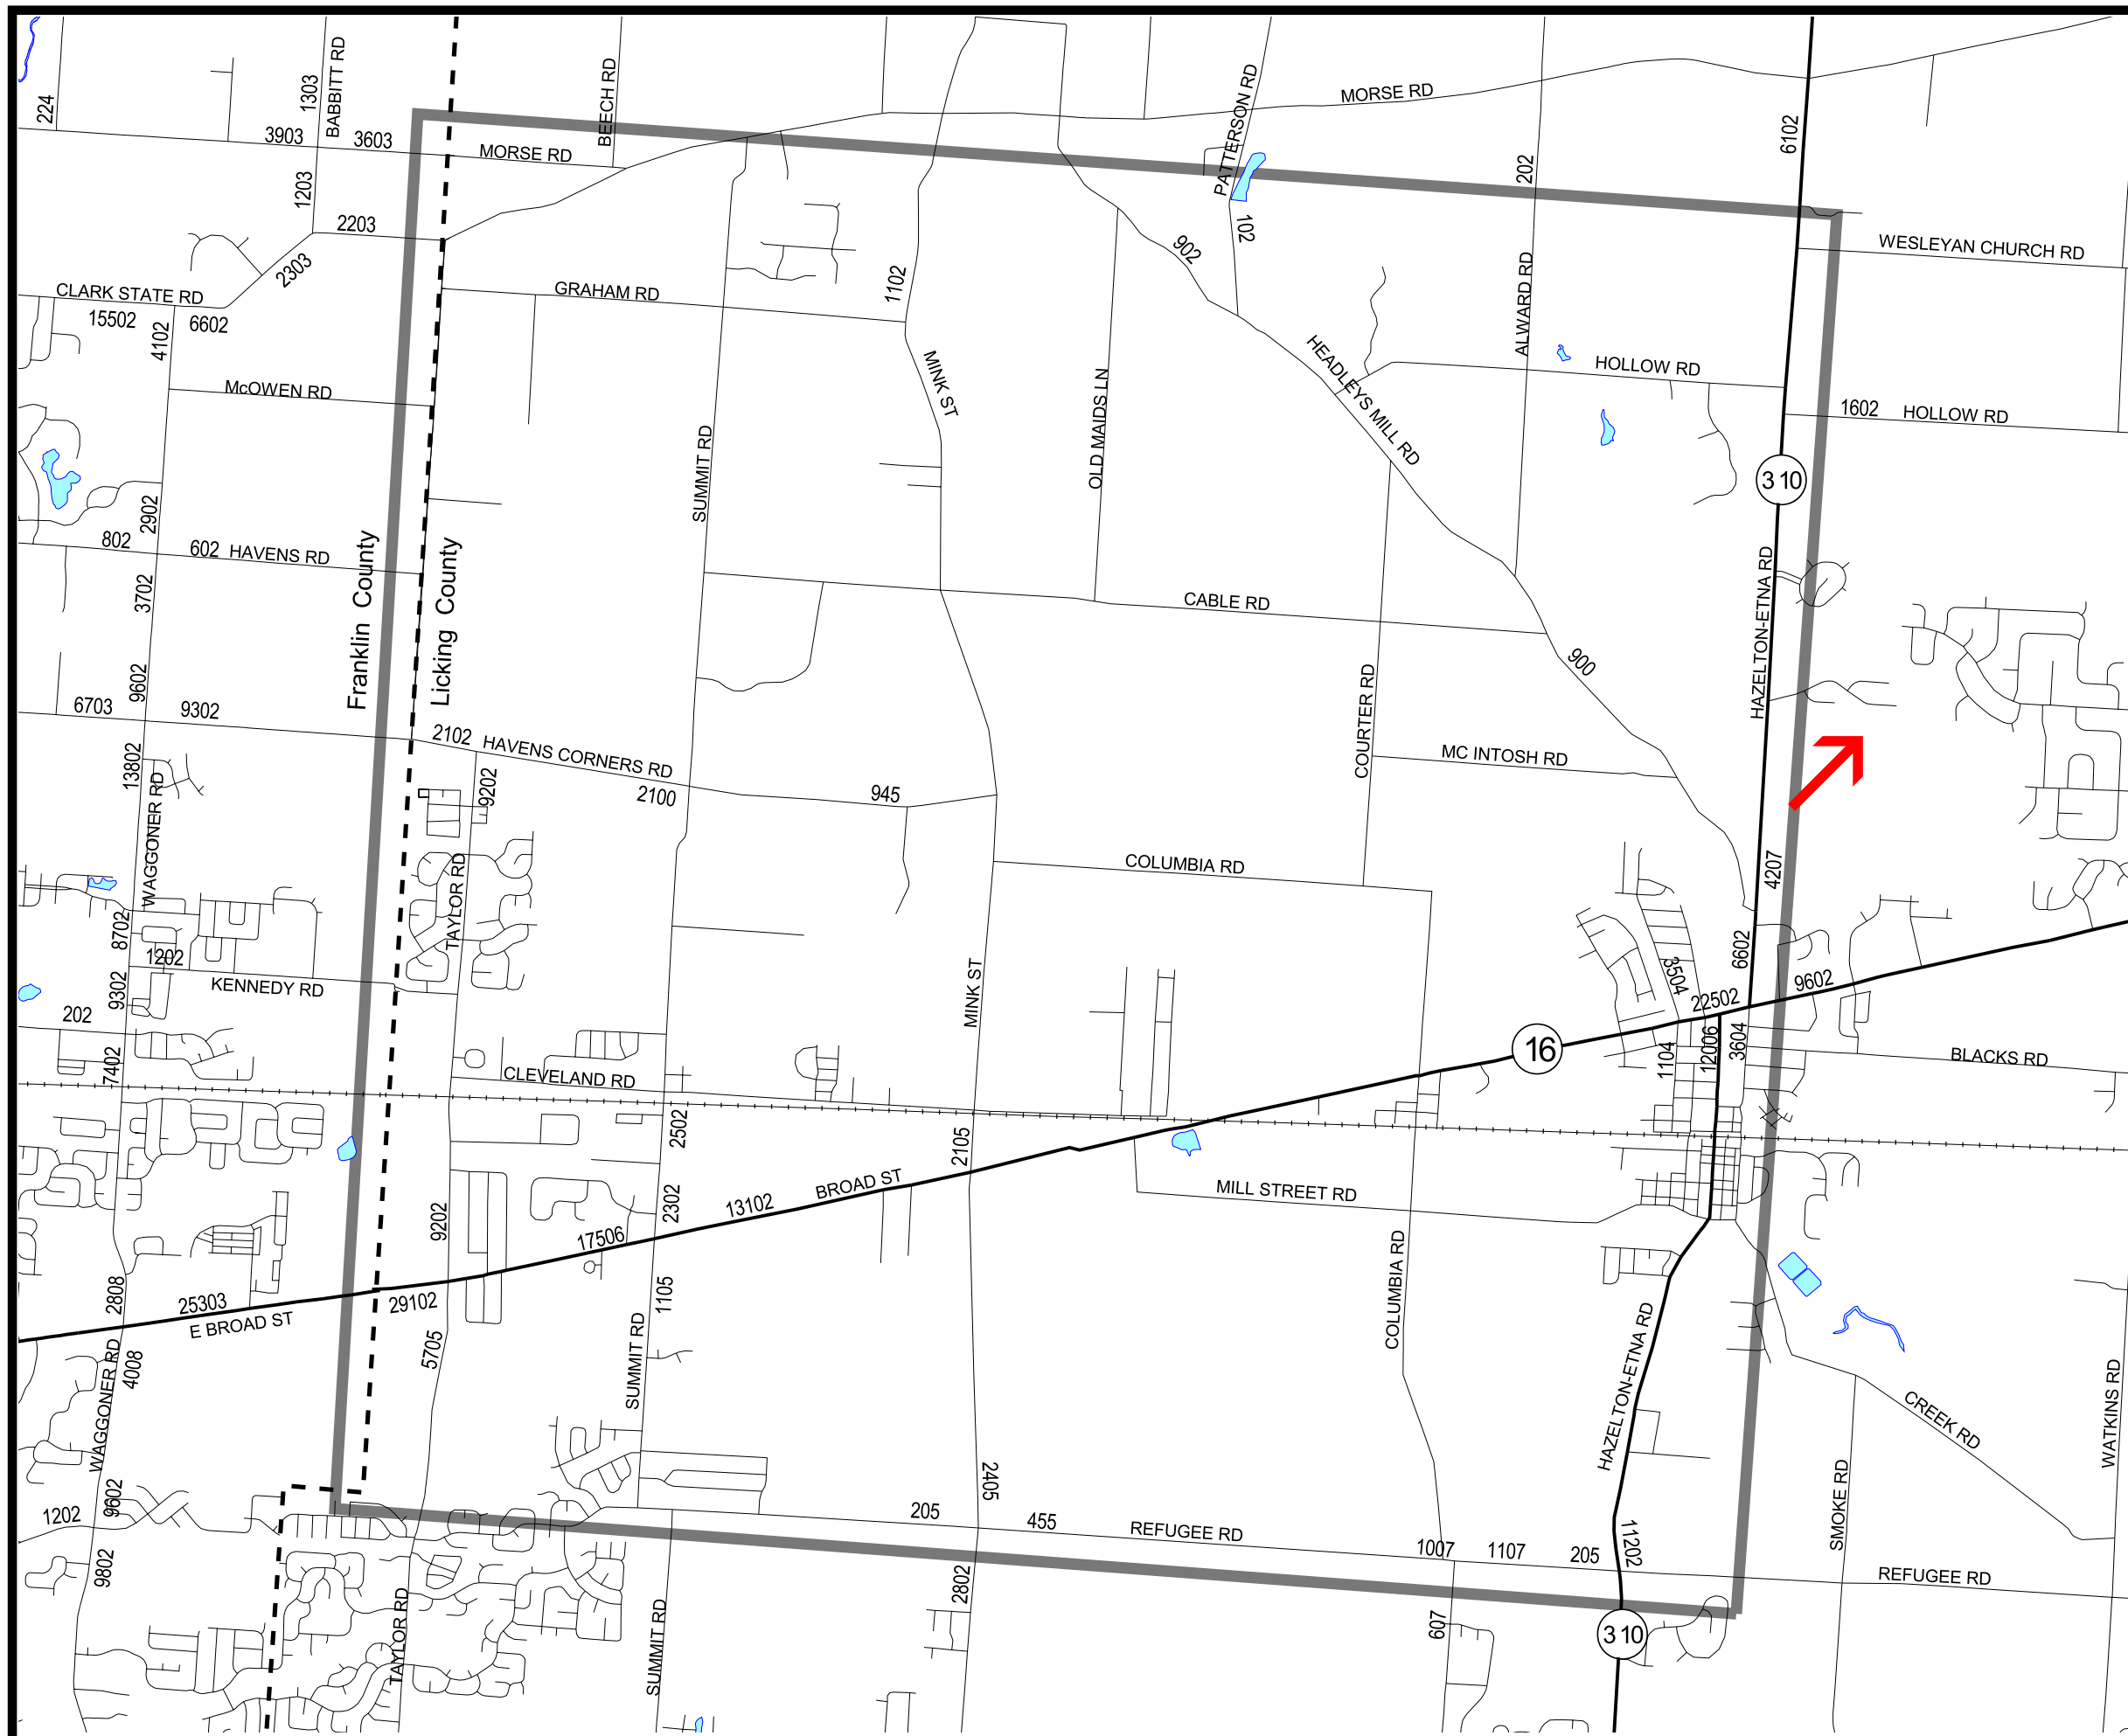 224
1303
BABBITT RD
BEECH RD
PATTERSON RD
MORSE RD
6102
3903
3603
MORSE RD
1203
202
2203
102
902
WESLEYAN CHURCH RD
2303
CLARK STATE RD
15502
6602
4102
GRAHAM RD
1102
ALWARD RD
HEADLEYS MILL RD
HOLLOW RD
MINK ST
McOWEN RD
OLD MAIDS LN
1602
HOLLOW RD
SUMMIT RD
310
2902
802
602
HAVENS RD
Franklin County
Licking County
3702
CABLE RD
HAZELTON-ETNA RD
900
9602
6703
9302
COURTER RD
2102
HAVENS CORNERS RD
MC INTOSH RD
13802
9202
2100
945
WAGGONER RD
COLUMBIA RD
4207
TAYLOR RD
8702
1202
KENNEDY RD
9302
MINK ST
6602
3504
22502
9602
202
7402
16
1104
12006
3604
BLACKS RD
CLEVELAND RD
2502
2105
9202
2302
13102
BROAD ST
MILL STREET RD
17506
COLUMBIA RD
2808
25303
E BROAD ST
29102
1105
5705
SUMMIT RD
WAGGONER RD
4008
HAZELTON-ETNA RD
CREEK RD
WATKINS RD
9602
1202
2405
205
455
REFUGEE RD
SMOKE RD
1007
1107
205
11202
REFUGEE RD
9802
TAYLOR RD
SUMMIT RD
2802
607
310